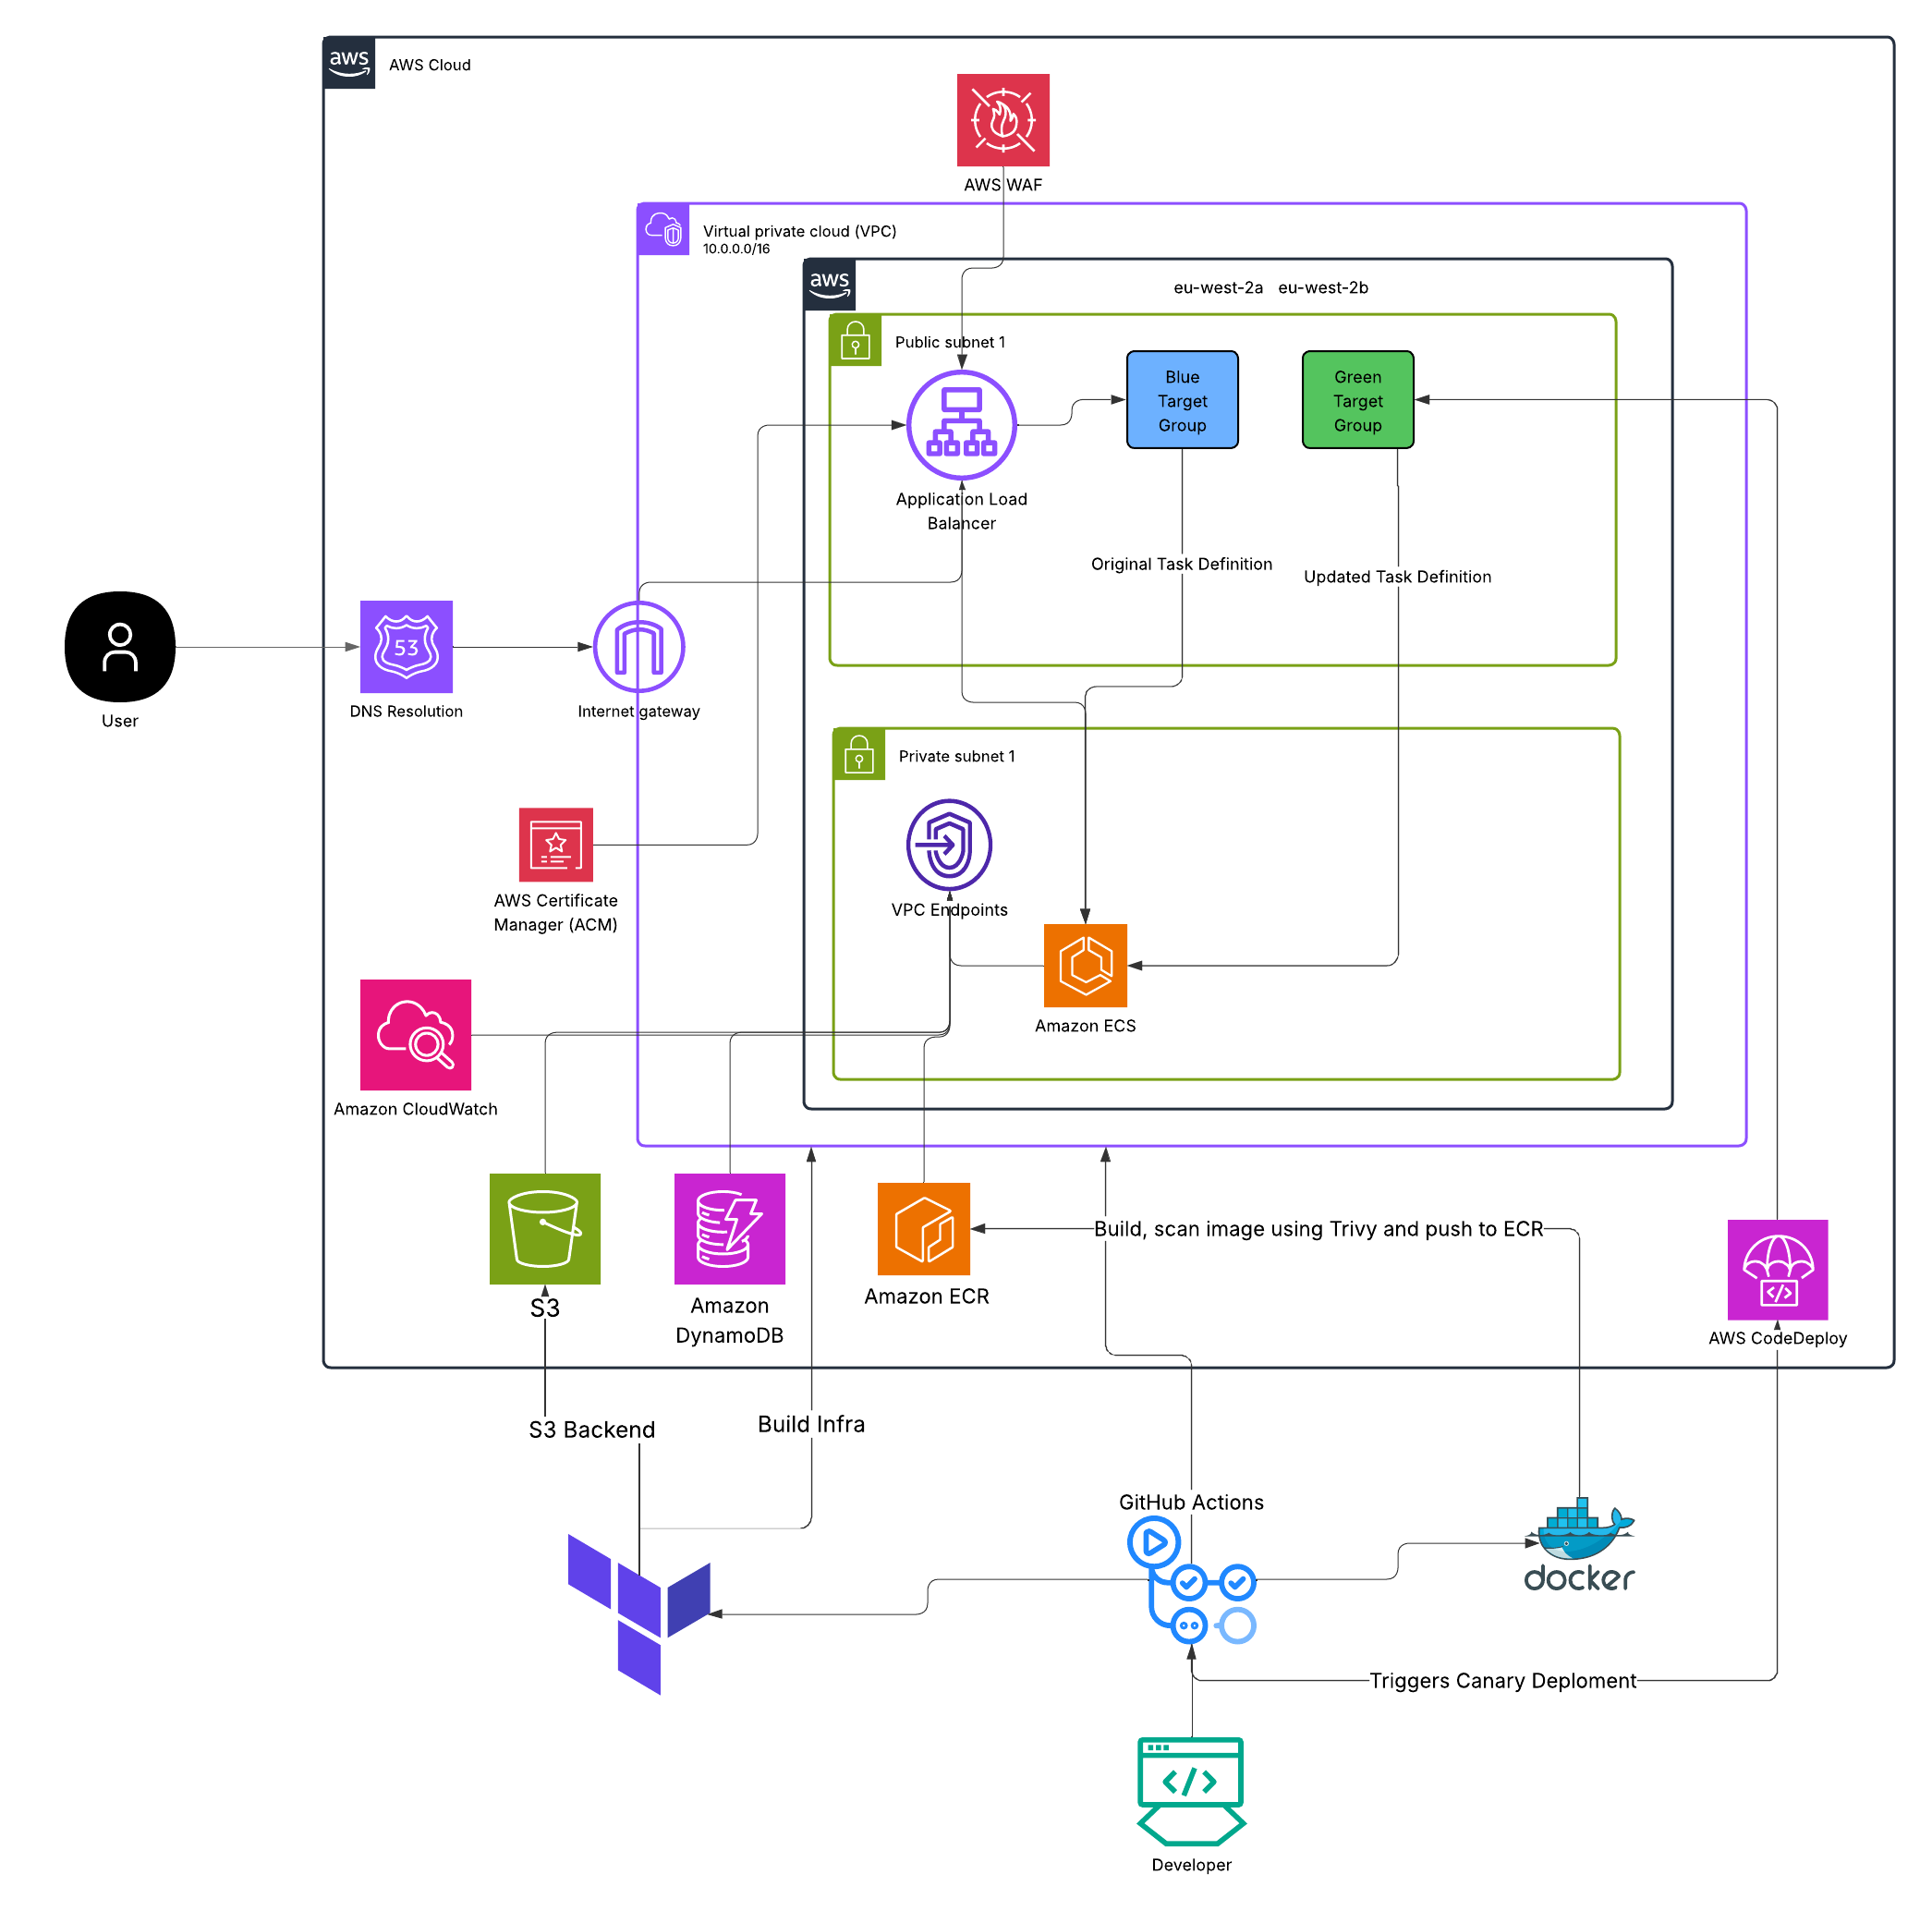 aws
AWS Cloud
AWS WAF
Virtual private cloud (VPC)
10.0.0.0/16
aws
eu-west-2a eu-west-2b
Public subnet 1
Blue
Target
Group
Green
Target
Group
Application Load
Balancer
Original Task Definition
Updated Task Definition
53
User
DNS Resolution
Internet gateway
Private subnet 1
AWS Certificate
Manager (ACM)
VPC Endpoints
Amazon ECS
Amazon CloudWatch
Build, scan image using Trivy and push to ECR
S3
Amazon
DynamoDB
Amazon ECR
AWS CodeDeploy
S3 Backend
Build Infra
GitHub Actions
docker
Triggers Canary Deploment
Developer